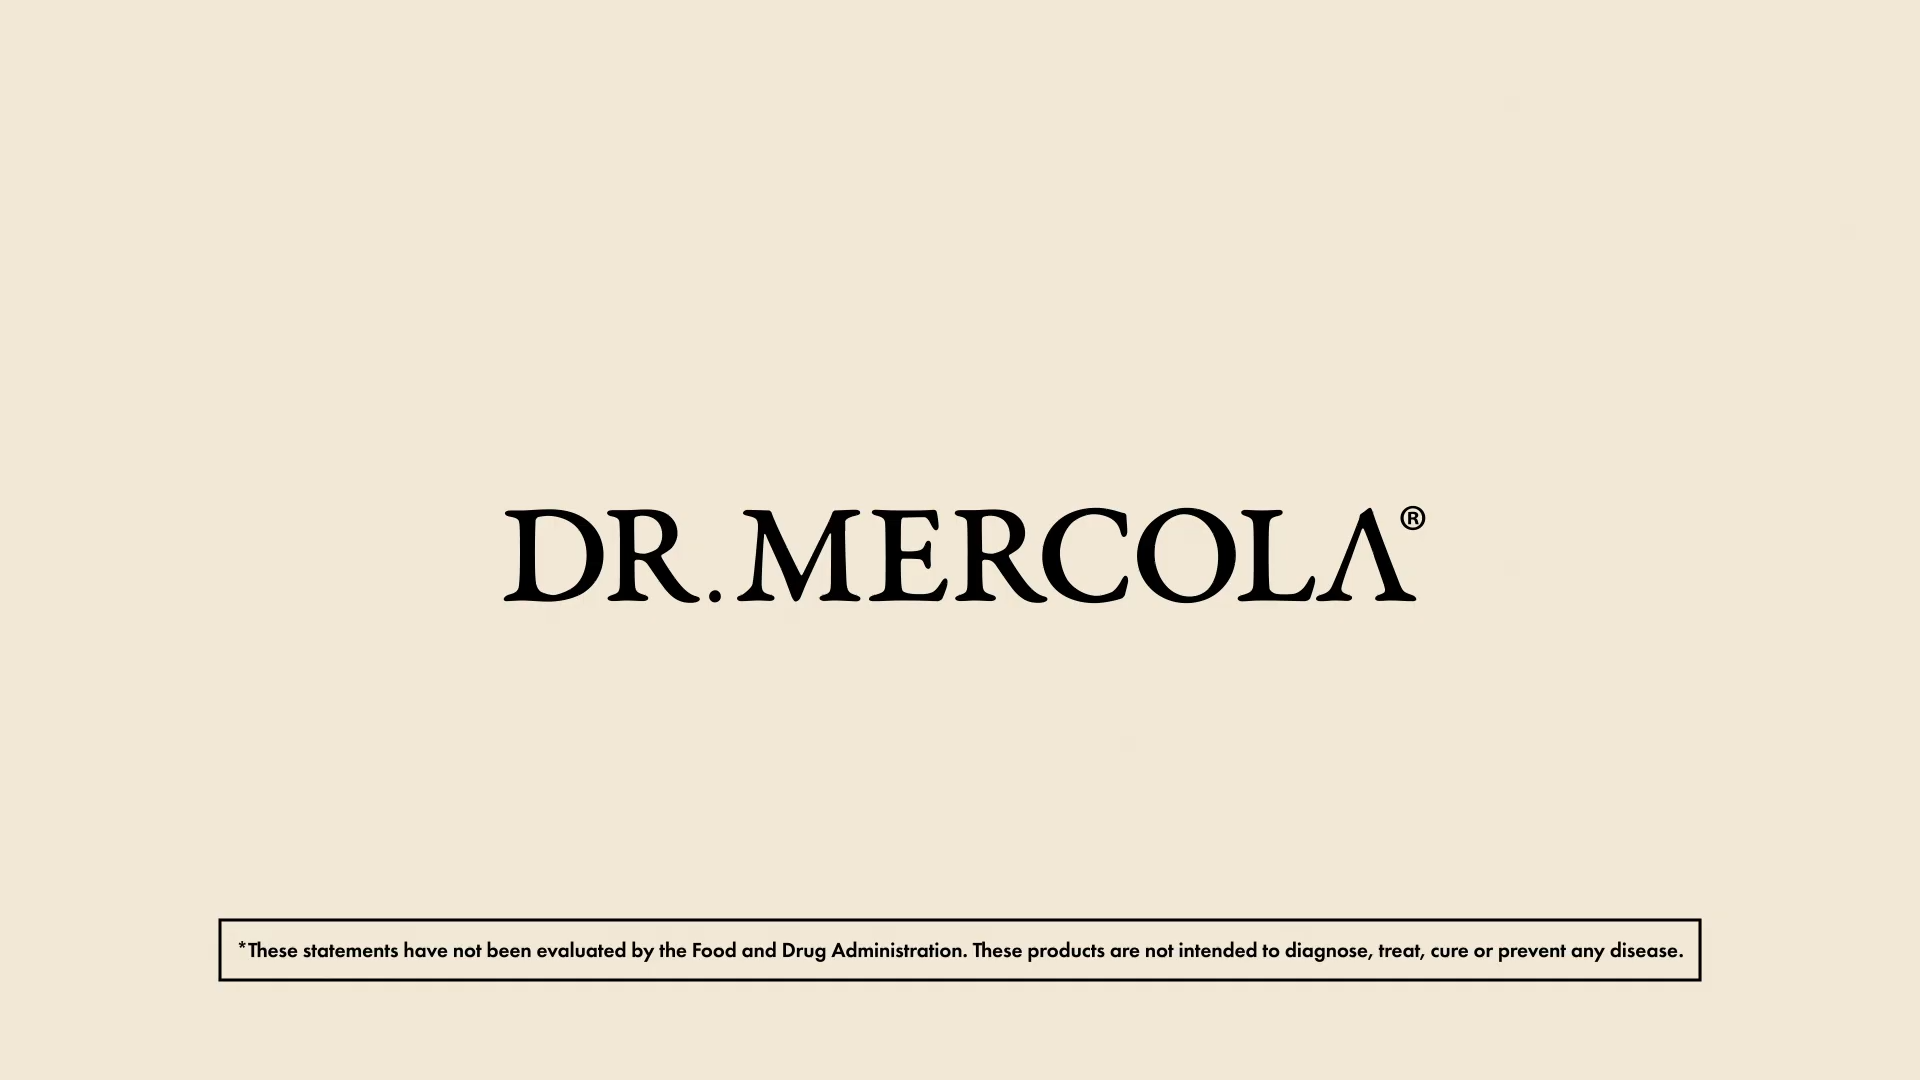 DR. MERCOLA®
*These statements have not been evaluated by the Food and Drug Administration. These products are not intended to diagnose, treat, cure or prevent any disease.